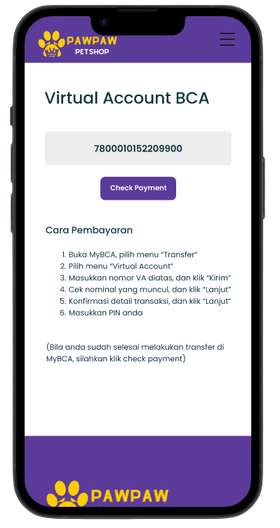 PAWPAW
PETSHOP
Virtual Account BCA
7800010152209900
Check Payment
Cara Pembayaran
1. Buka MyBCA, pilih menu “Transfer”
2. Pilih menu “Virtual Account”
3. Masukkan nomor VA diatas, dan klik “Kirim”
4. Cek nominal yang muncul, dan klik “Lanjut”
5. Konfirmasi detail transaksi, dan klik “Lanjut”
6. Masukkan PIN anda
(Bila anda sudah selesai melakukan transfer di
MyBCA, silahkan klik check payment)
PAWPAW